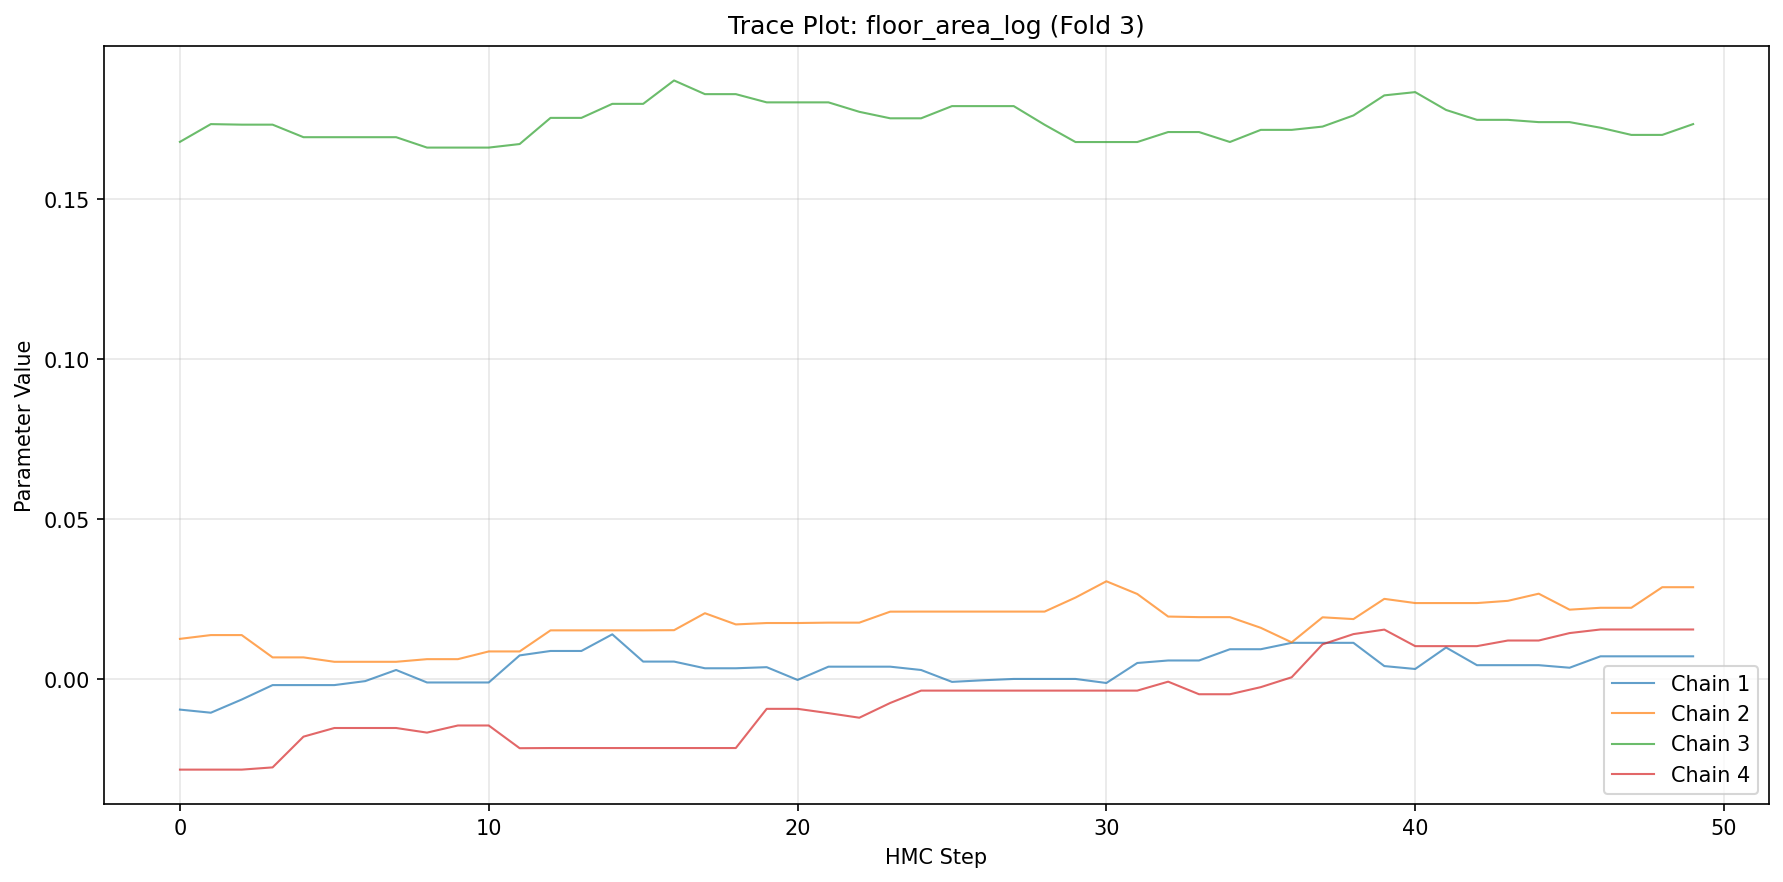 Trace Plot: floor_area_log (Fold 3)
Parameter Value
0.15
0.10
0.05
0.00
0
10
20
30
40
50
HMC Step
Chain 1
Chain 2
Chain 3
Chain 4